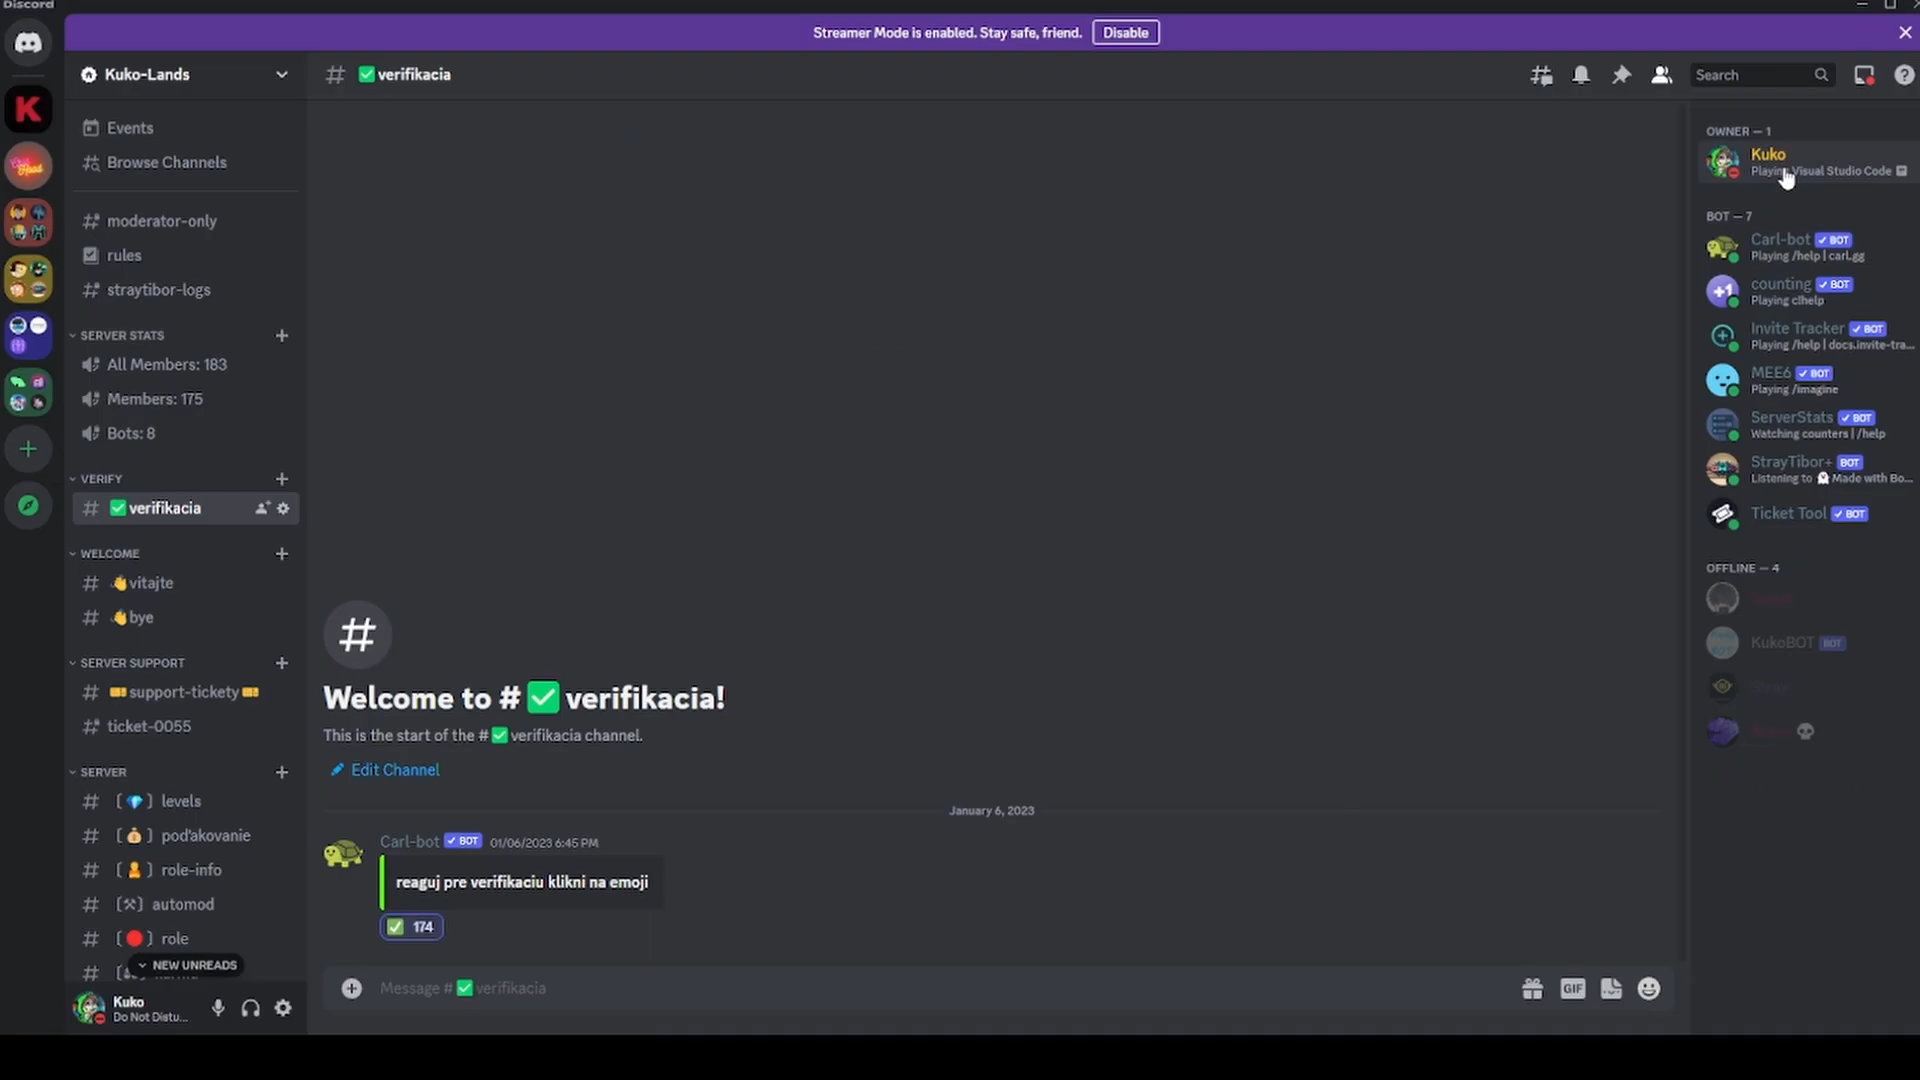 Discord
Streamer Mode is enabled. Stay safe, friend.
Disable
Kuko-Lands
Events
Browse Channels
moderator-only
rules
straytibor-logs
SERVER STATS
All Members: 183
Members: 175
Bots: 8
VERIFY
✅verifikacia
WELCOME
👋vitajte
👋bye
SERVER SUPPORT
🎫support-tickety🎫
ticket-0055
SERVER
[💎] levels
[💰] poďakovanie
[🧍] role-info
[⚒] automod
[🔴] role
NEW UNREADS
Kuko
Do Not Distu...
# ✅verifikacia
Search
Welcome to # ✅ verifikacia!
This is the start of the # ✅ verifikacia channel.
Edit Channel
January 6, 2023
Carl-bot ✓ BOT 01/06/2023 6:45 PM
reaguj pre verifikaciu klikni na emoji
✅ 174
Message # ✅ verifikacia
GIF
OWNER — 1
Kuko
Playing Visual Studio Code
BOT — 7
Carl-bot ✓ BOT
Playing /help | carl.gg
counting ✓ BOT
Playing c!help
Invite Tracker ✓ BOT
Playing /help | docs.invite-tra...
MEE6 ✓ BOT
Playing /imagine
ServerStats ✓ BOT
Watching counters | /help
StrayTibor+ BOT
Listening to 👻 Made with Bo...
Ticket Tool ✓ BOT
OFFLINE — 4
KukoBOT BOT